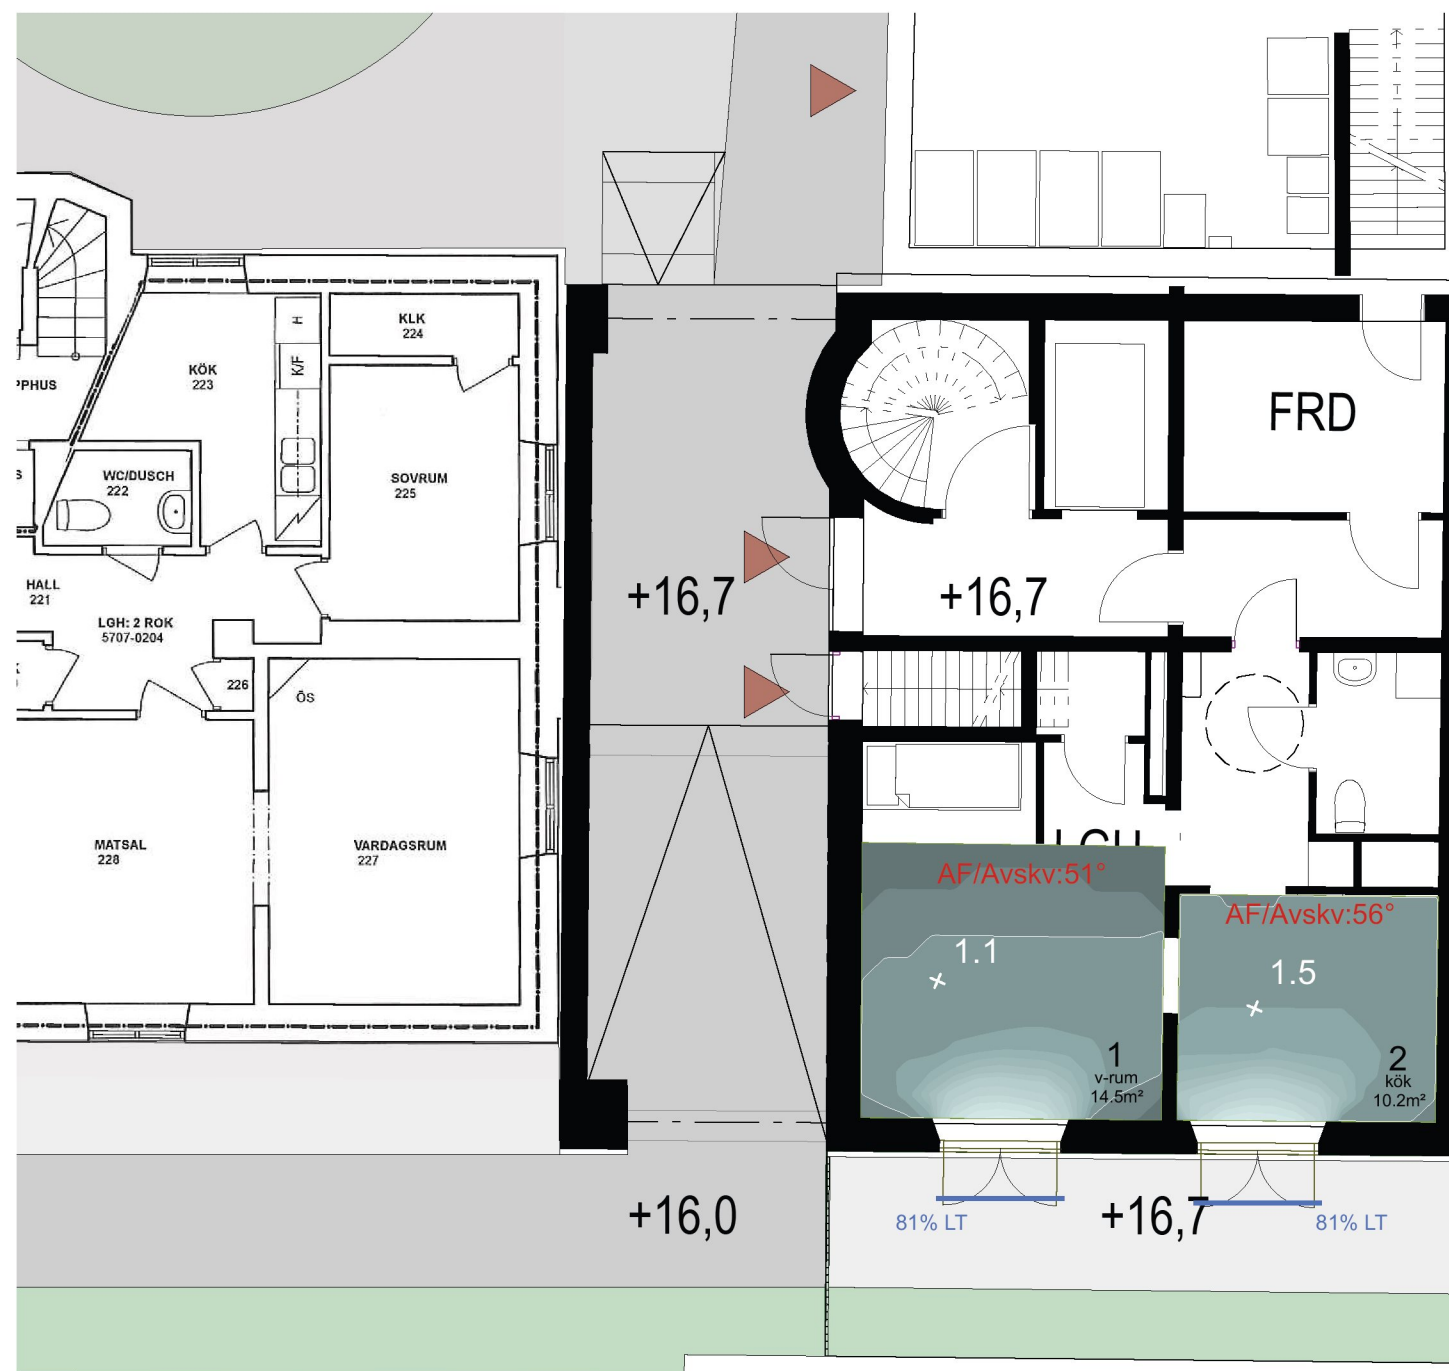 KLK
224
H
K/F
KÖK
223
PPHUS
FRD
S
WC/DUSCH
222
SOVRUM
225
HALL
221
+16,7
+16,7
LGH: 2 ROK
5707-0204
K
226
ÖS
MATSAL
228
VARDAGSRUM
227
LGH
AF/Avskv:51°
AF/Avskv:56°
1.1
1.5
1
v-rum
14.5m²
2
kök
10.2m²
+16,0
81% LT
+16,7
81% LT